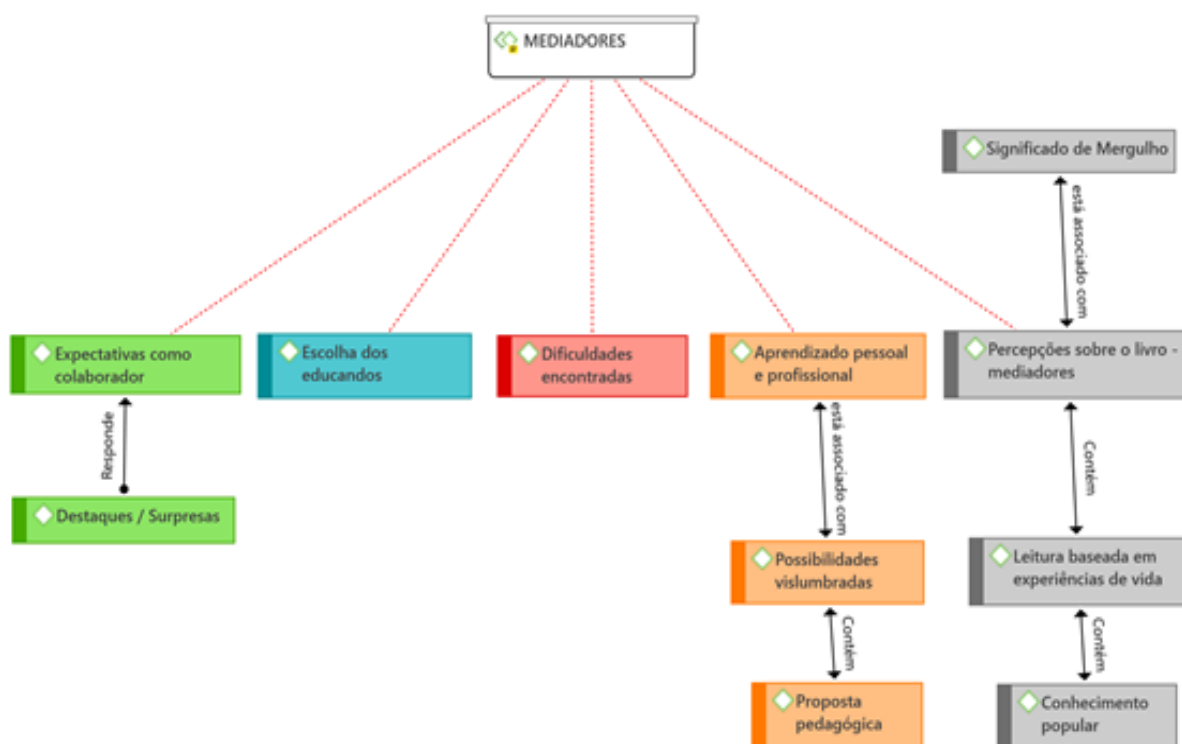 MEDIADORES
Significado de Mergulho
está associado com
Expectativas como
colaborador
Escolha dos
educandos
Dificuldades
encontradas
Aprendizado pessoal
e profissional
Percepções sobre o livro -
mediadores
Responde
está associado com
Contém
Destaques / Surpresas
Possibilidades
vislumbradas
Leitura baseada em
experiências de vida
Contém
Contém
Proposta
pedagógica
Conhecimento
popular